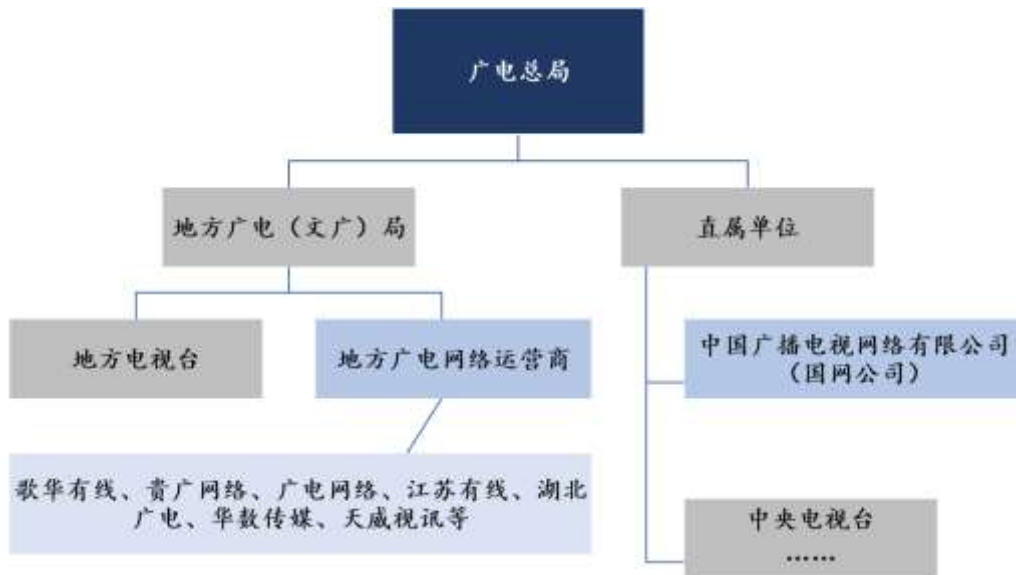 广电总局
地方广电（文广）局
直属单位
地方电视台
地方广电网络运营商
中国广播电视网络有限公司
（国网公司）
歌华有线、贵广网络、广电网络、江苏有线、湖北
广电、华数传媒、天威视讯等
中央电视台
……